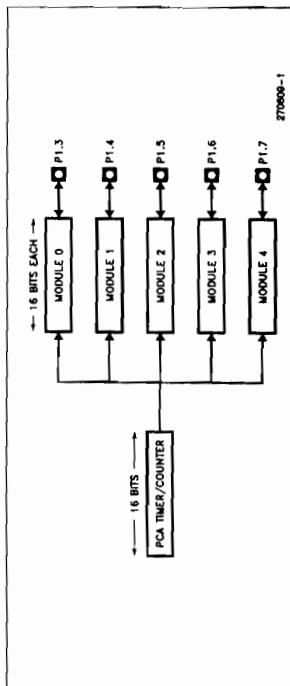 ← 16 BITS EACH →
MODULE 0
P1.3
MODULE 1
P1.4
← 16 BITS →
PCA TIMER/COUNTER
MODULE 2
P1.5
MODULE 3
P1.6
MODULE 4
P1.7
270609-1